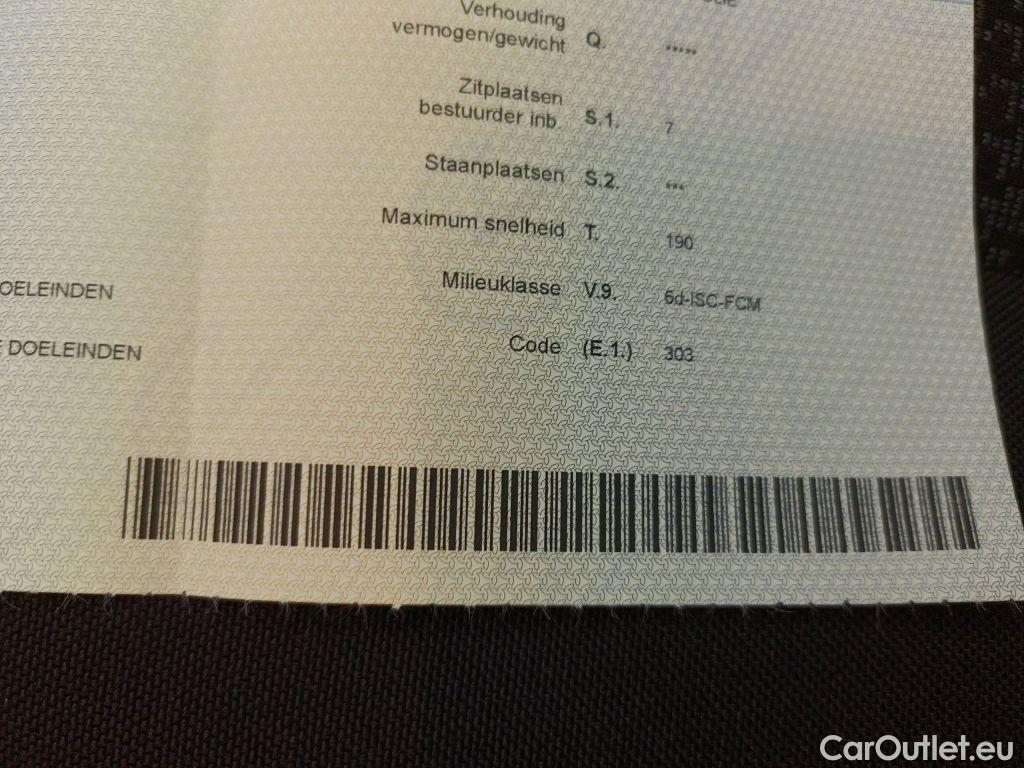 Verhouding
vermogen/gewicht Q. *****
Zitplaatsen
bestuurder inb. S.1. 7
Staanplaatsen S.2. ***
Maximum snelheid T. 190
Milieuklasse V.9. 6d-ISC-FCM
OELEINDEN
Code (E.1.) 303
E DOELEINDEN
CarOutlet.eu